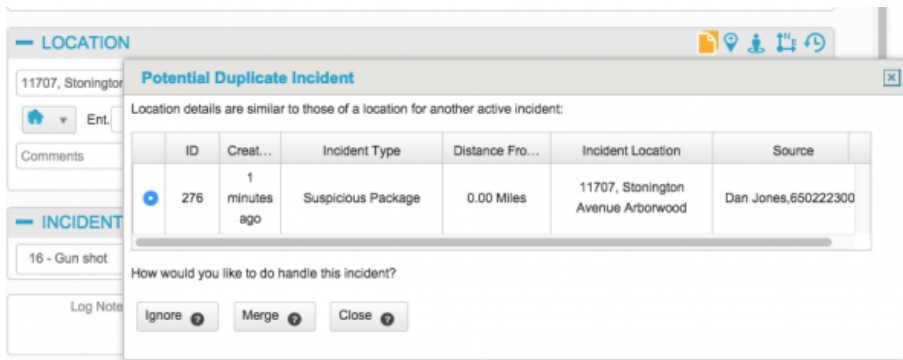 LOCATION
11707, Stonington
Ent.
Comments
INCIDENT
16 - Gun shot
Log Note
Potential Duplicate Incident
Location details are similar to those of a location for another active incident:
ID Creat... Incident Type Distance Fro... Incident Location Source
276 1 minutes ago Suspicious Package 0.00 Miles 11707, Stonington Avenue Arborwood Dan Jones,650222300
How would you like to do handle this incident?
Ignore Merge Close